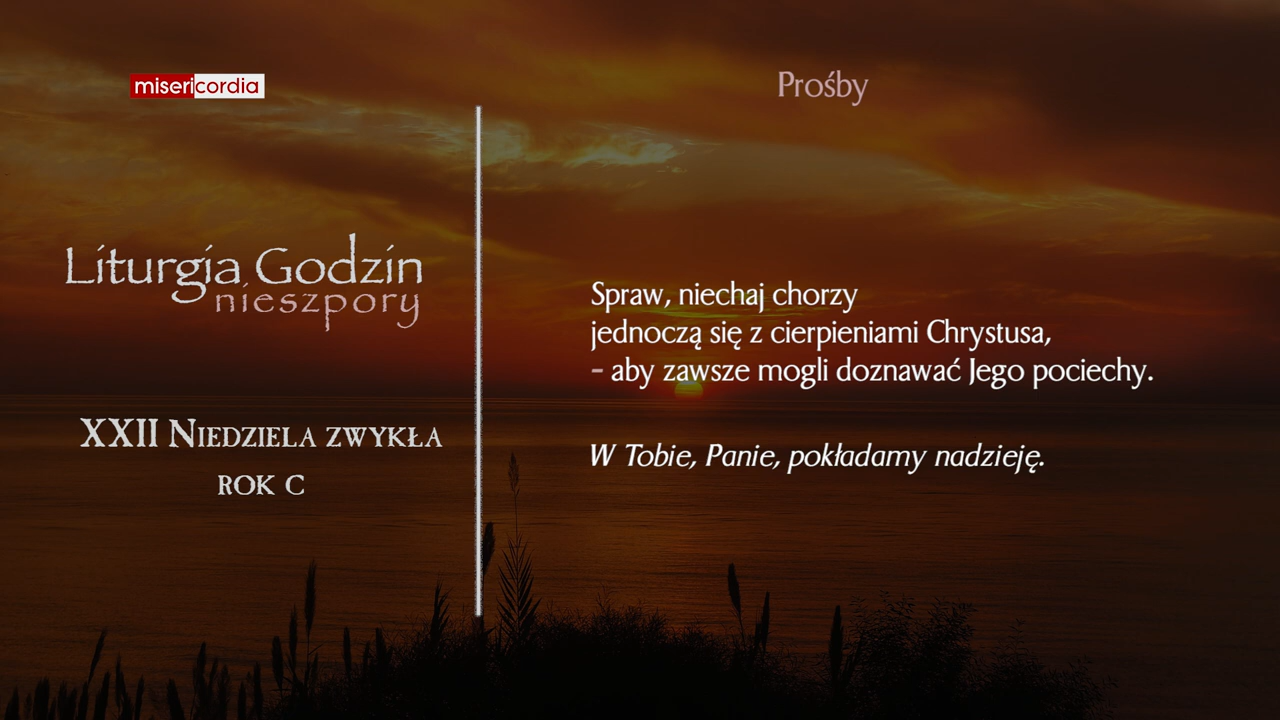 misericordia
Prośby
Liturgia Godzin
nieszpory
XXII Niedziela zwykła
rok C
Spraw, niechaj chorzy
jednoczą się z cierpieniami Chrystusa,
- aby zawsze mogli doznawać Jego pociechy.
W Tobie, Panie, pokładamy nadzieję.